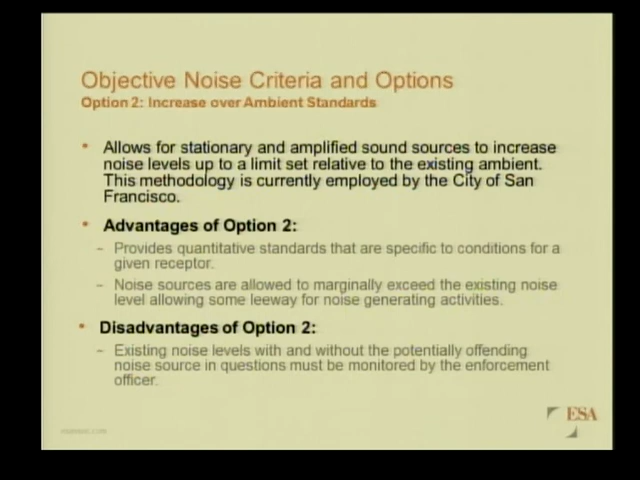 Objective Noise Criteria and Options
Option 2: Increase over Ambient Standards
• Allows for stationary and amplified sound sources to increase
noise levels up to a limit set relative to the existing ambient.
This methodology is currently employed by the City of San
Francisco.
• Advantages of Option 2:
– Provides quantitative standards that are specific to conditions for a
given receptor.
– Noise sources are allowed to marginally exceed the existing noise
level allowing some leeway for noise generating activities.
• Disadvantages of Option 2:
– Existing noise levels with and without the potentially offending
noise source in questions must be monitored by the enforcement
officer.
ESA